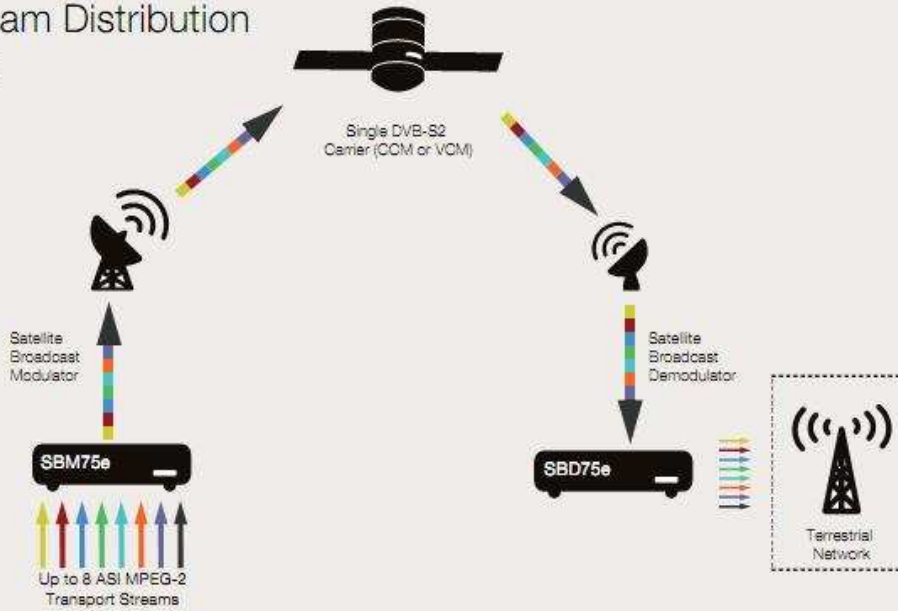 am Distribution
Single DVB-S2
Carrier (CCM or VCM)
Satellite
Broadcast
Modulator
Satellite
Broadcast
Demodulator
SBM75e
SBD75e
Up to 8 ASI MPEG-2
Transport Streams
Terrestrial
Network